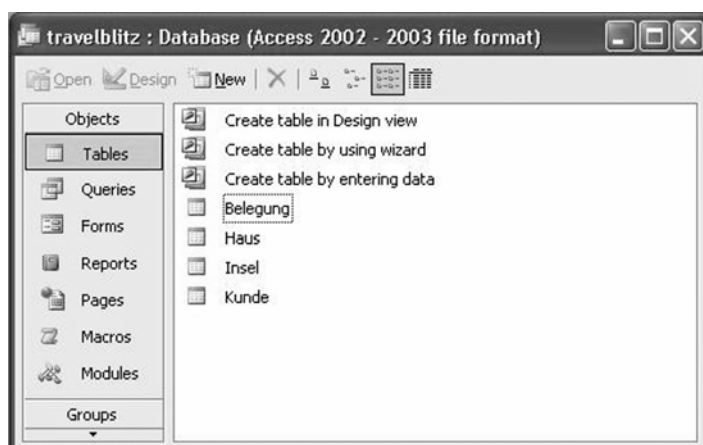 travelblitz : Database (Access 2002 - 2003 file format)
Open Design New
Objects
Tables
Queries
Forms
Reports
Pages
Macros
Modules
Groups
Create table in Design view
Create table by using wizard
Create table by entering data
Belegung
Haus
Insel
Kunde